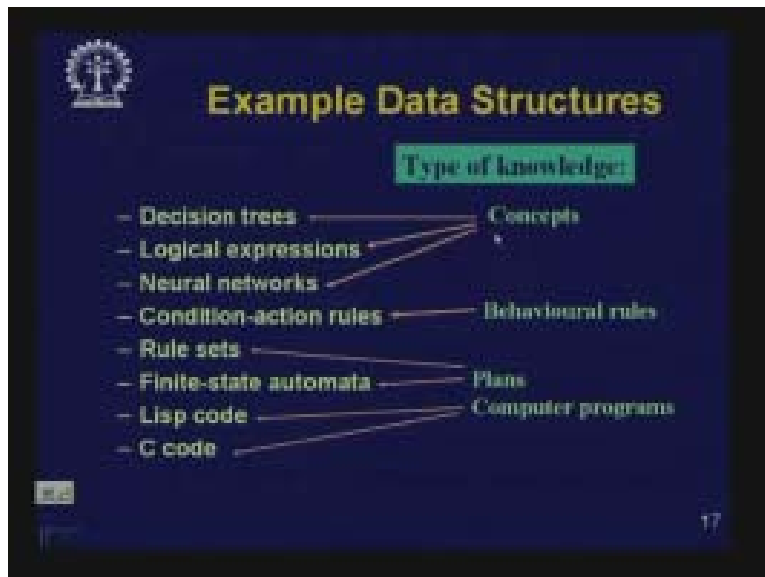 Example Data Structures
Type of knowledge:
– Decision trees
Concepts
– Logical expressions
– Neural networks
– Condition-action rules
Behavioural rules
– Rule sets
– Finite-state automata
Plans
– Lisp code
Computer programs
– C code
17